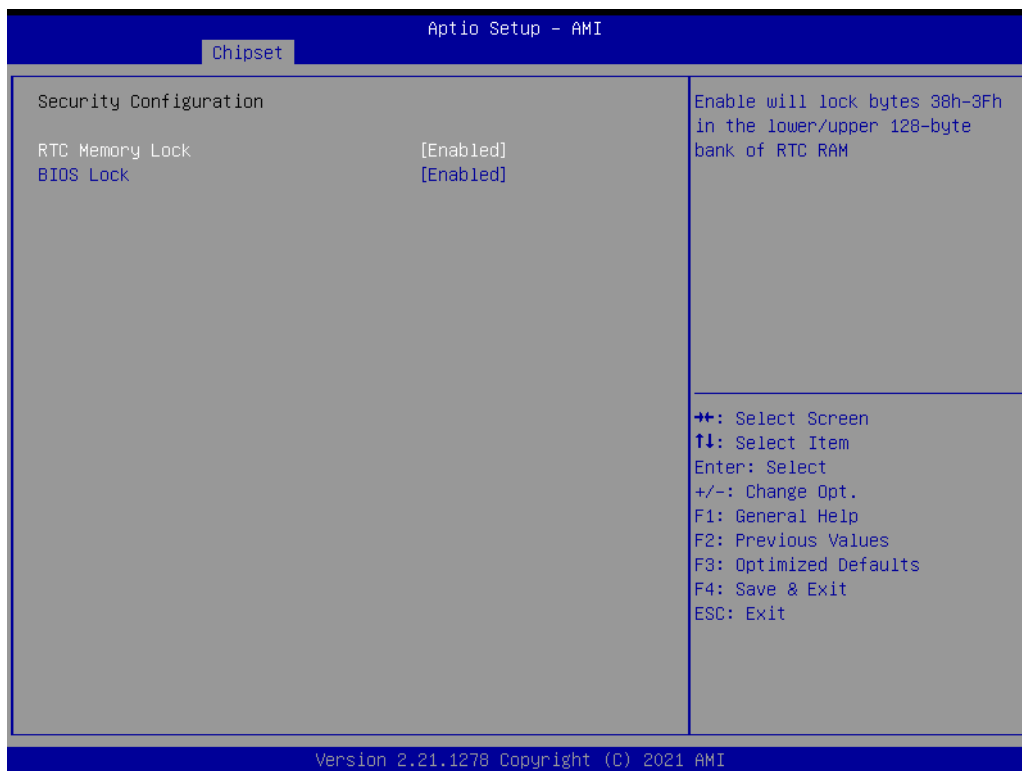 Aptio Setup – AMI
Chipset
Security Configuration
RTC Memory Lock [Enabled]
BIOS Lock [Enabled]
Enable will lock bytes 38h–3Fh
in the lower/upper 128–byte
bank of RTC RAM
→←: Select Screen
↑↓: Select Item
Enter: Select
+/–: Change Opt.
F1: General Help
F2: Previous Values
F3: Optimized Defaults
F4: Save & Exit
ESC: Exit
Version 2.21.1278 Copyright (C) 2021 AMI